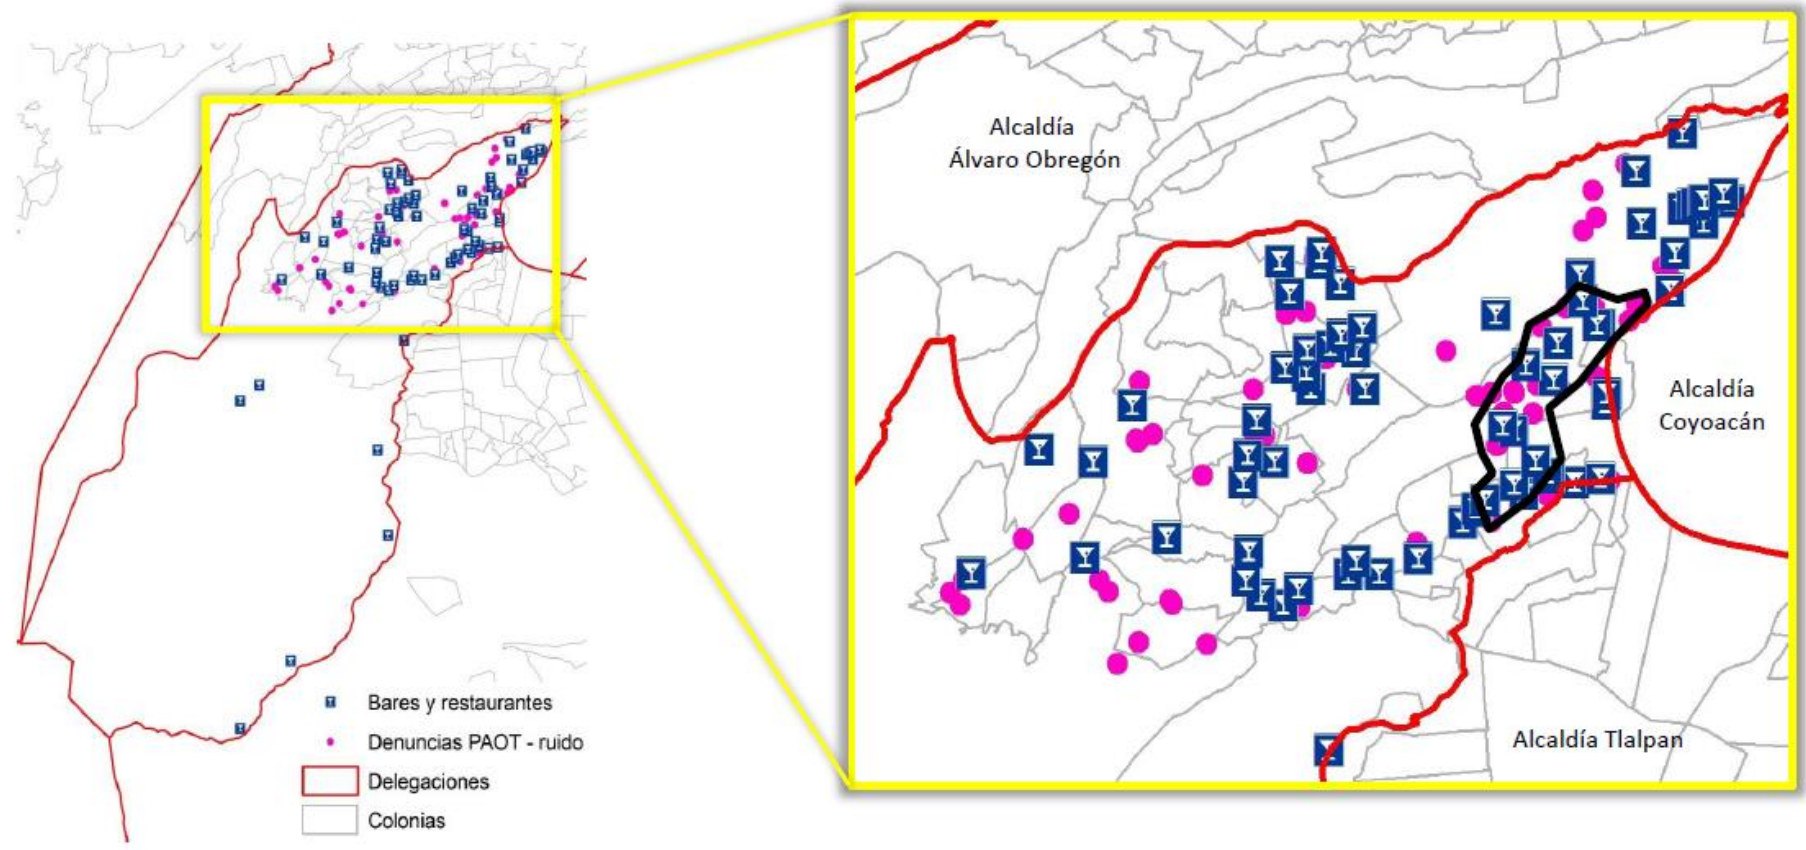 Bares y restaurantes
Denuncias PAOT - ruido
Delegaciones
Colonias
Alcaldía
Álvaro Obregón
Alcaldía
Coyoacán
Alcaldía Tlalpan